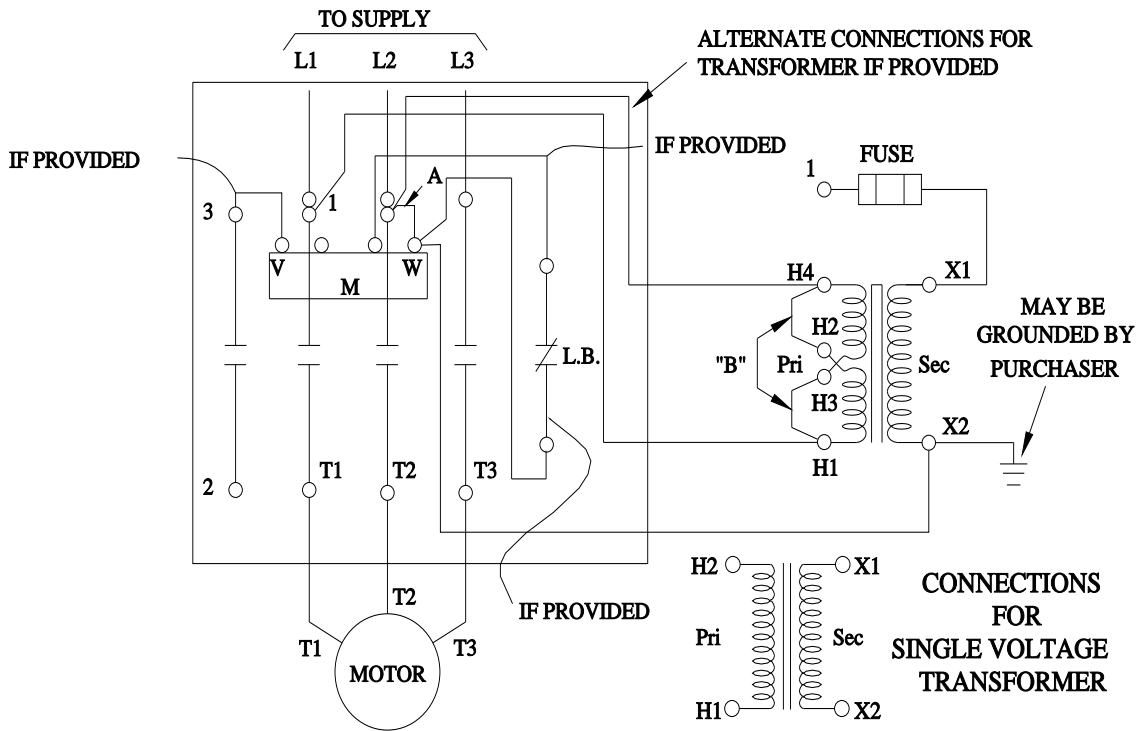 TO SUPPLY
L1 L2 L3
ALTERNATE CONNECTIONS FOR
TRANSFORMER IF PROVIDED
IF PROVIDED
IF PROVIDED
A
1
FUSE
3
1
V
W
M
H4
X1
MAY BE
GROUNDED BY
PURCHASER
H2
"B"
Pri
Sec
L.B.
H3
X2
H1
2
T1
T2
T3
IF PROVIDED
T2
T1
T3
MOTOR
H2
X1
Pri
Sec
H1
X2
CONNECTIONS
FOR
SINGLE VOLTAGE
TRANSFORMER